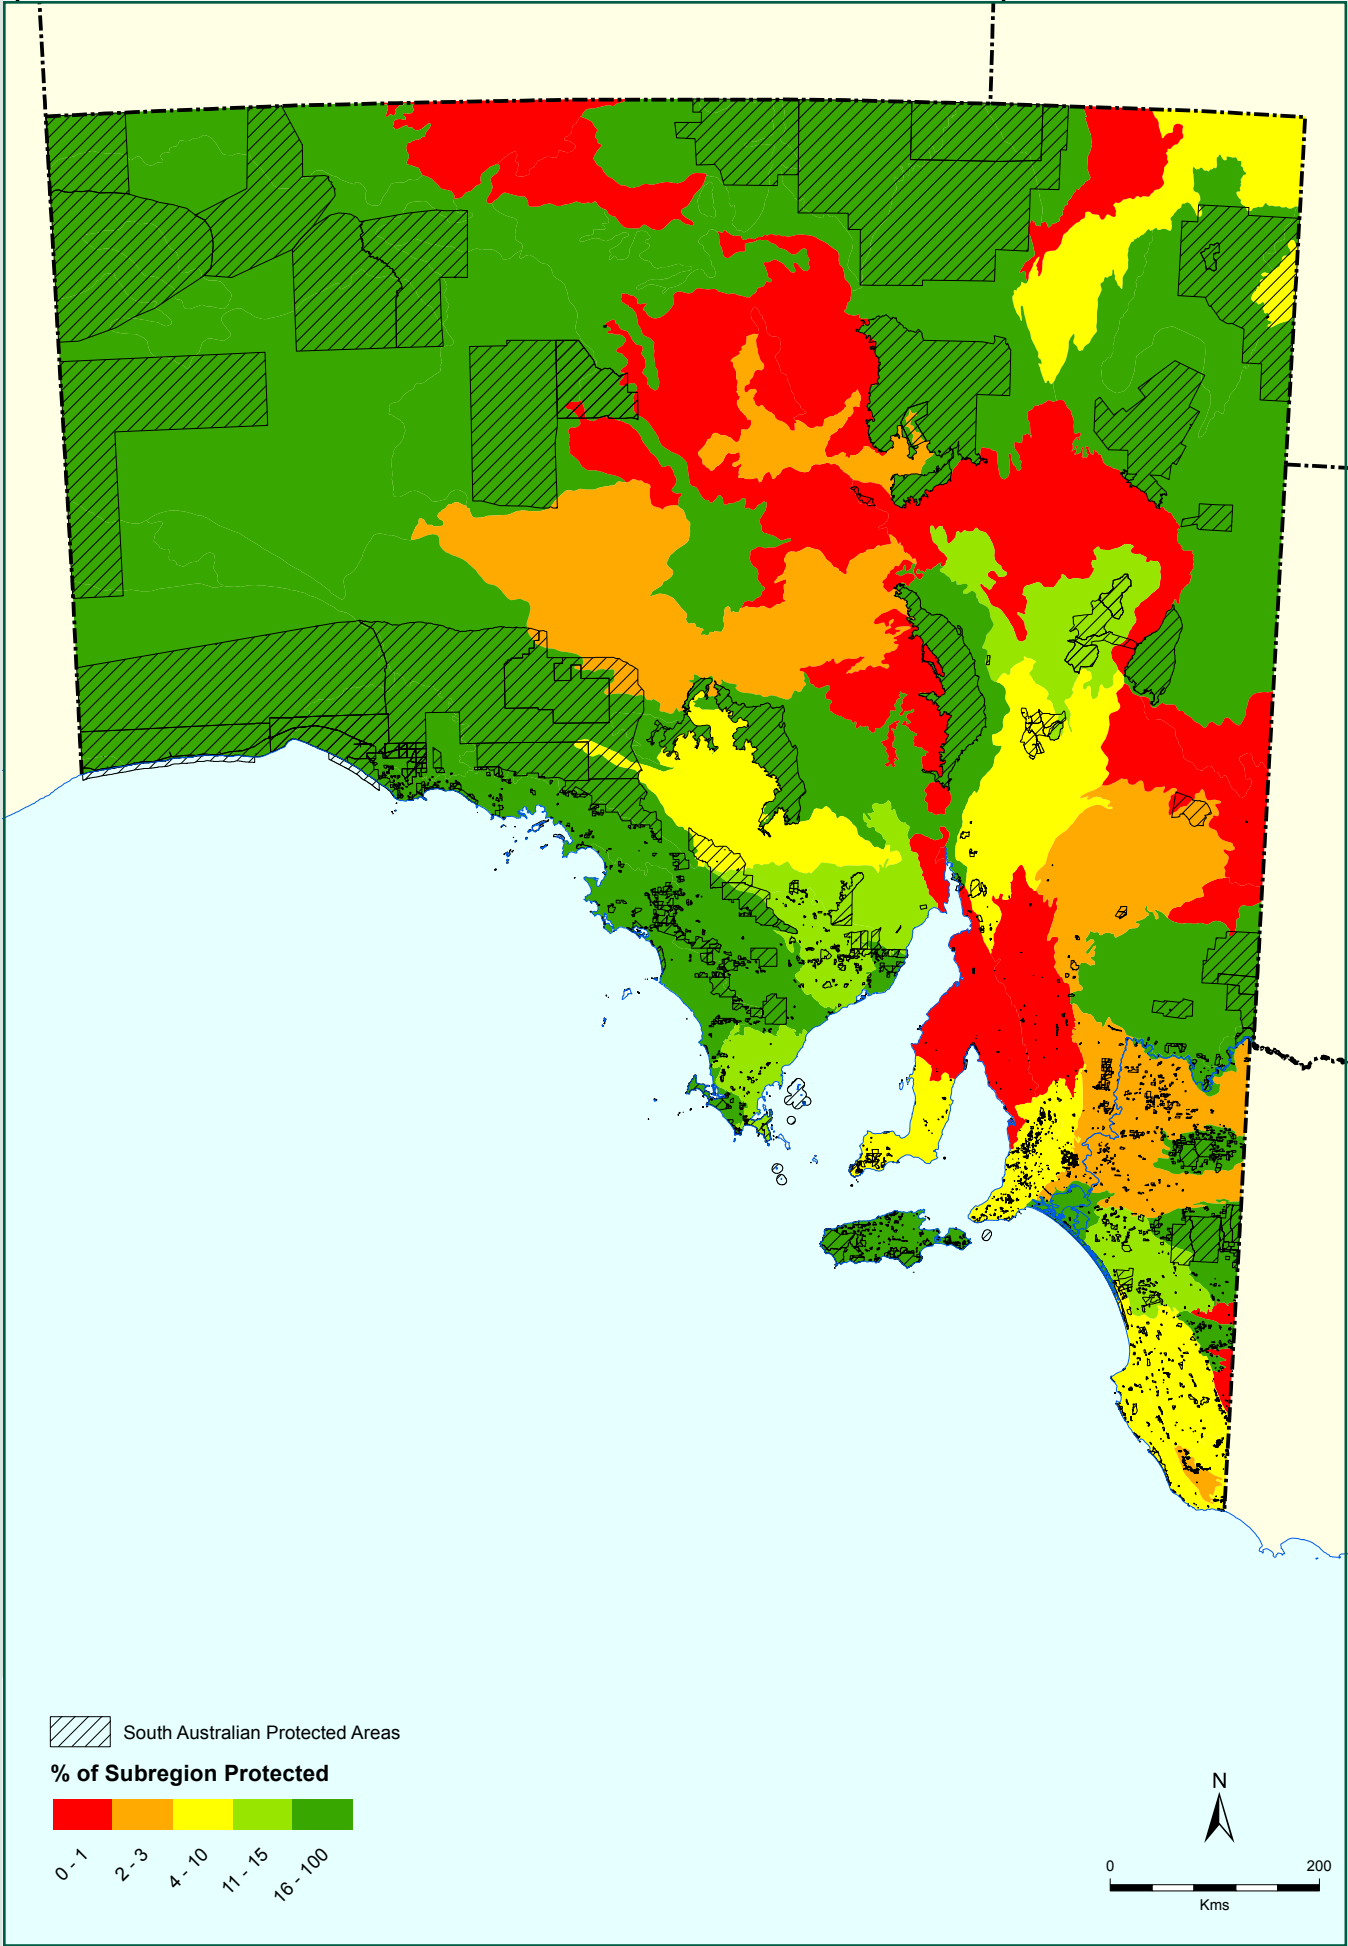 South Australian Protected Areas
% of Subregion Protected
0 - 1
2 - 3
4 - 10
11 - 15
16 - 100
N
0 200
Kms